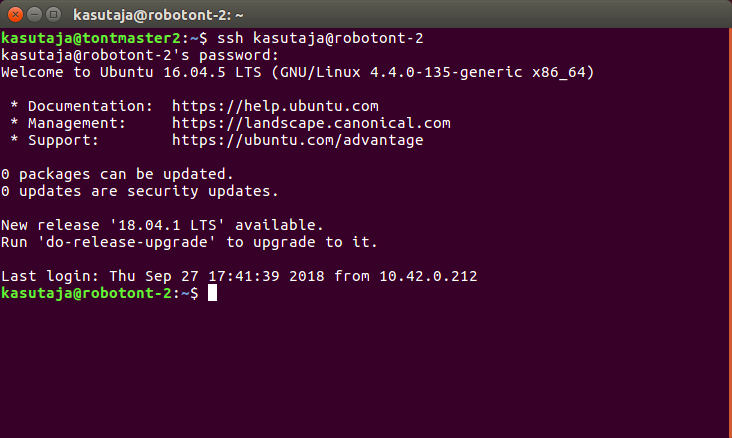 kasutaja@robotont-2: ~
kasutaja@tontmaster2:~$ ssh kasutaja@robotont-2
kasutaja@robotont-2's password:
Welcome to Ubuntu 16.04.5 LTS (GNU/Linux 4.4.0-135-generic x86_64)
* Documentation:  https://help.ubuntu.com
* Management:     https://landscape.canonical.com
* Support:        https://ubuntu.com/advantage
0 packages can be updated.
0 updates are security updates.
New release '18.04.1 LTS' available.
Run 'do-release-upgrade' to upgrade to it.
Last login: Thu Sep 27 17:41:39 2018 from 10.42.0.212
kasutaja@robotont-2:~$